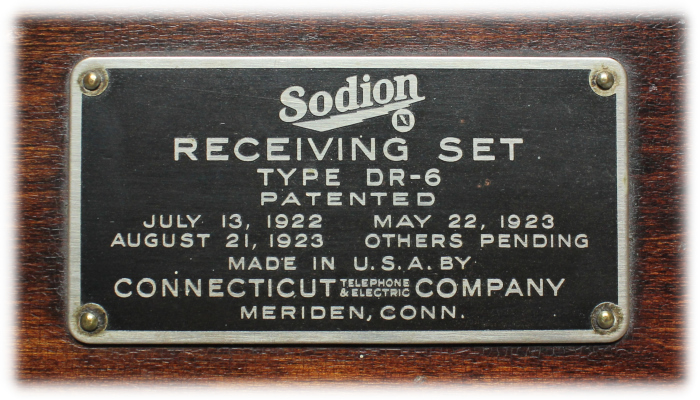 Sodion
N
RECEIVING SET
TYPE DR-6
PATENTED
JULY 13, 1922 MAY 22, 1923
AUGUST 21, 1923 OTHERS PENDING
MADE IN U.S.A. BY
CONNECTICUT TELEPHONE & ELECTRIC COMPANY
MERIDEN, CONN.